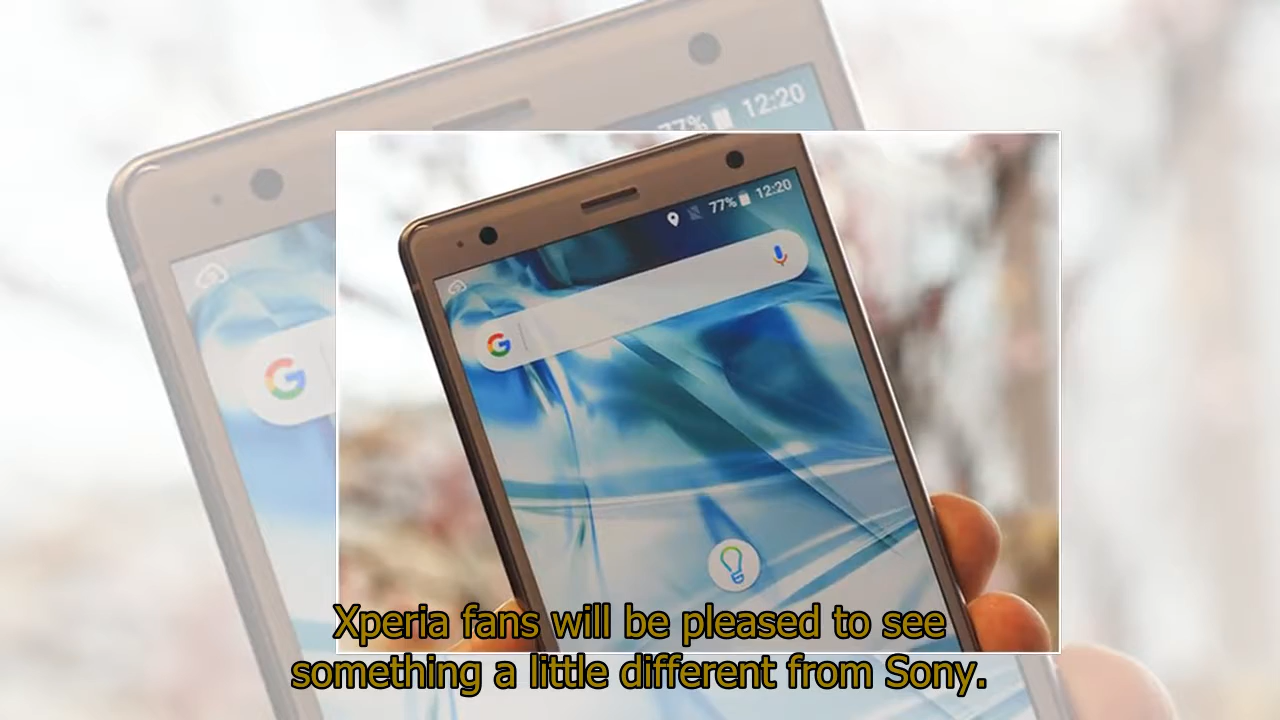 77% 12:20
77% 12:20
G
G
Xperia fans will be pleased to see
something a little different from Sony.